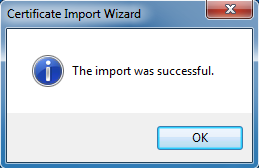 Certificate Import Wizard
The import was successful.
OK